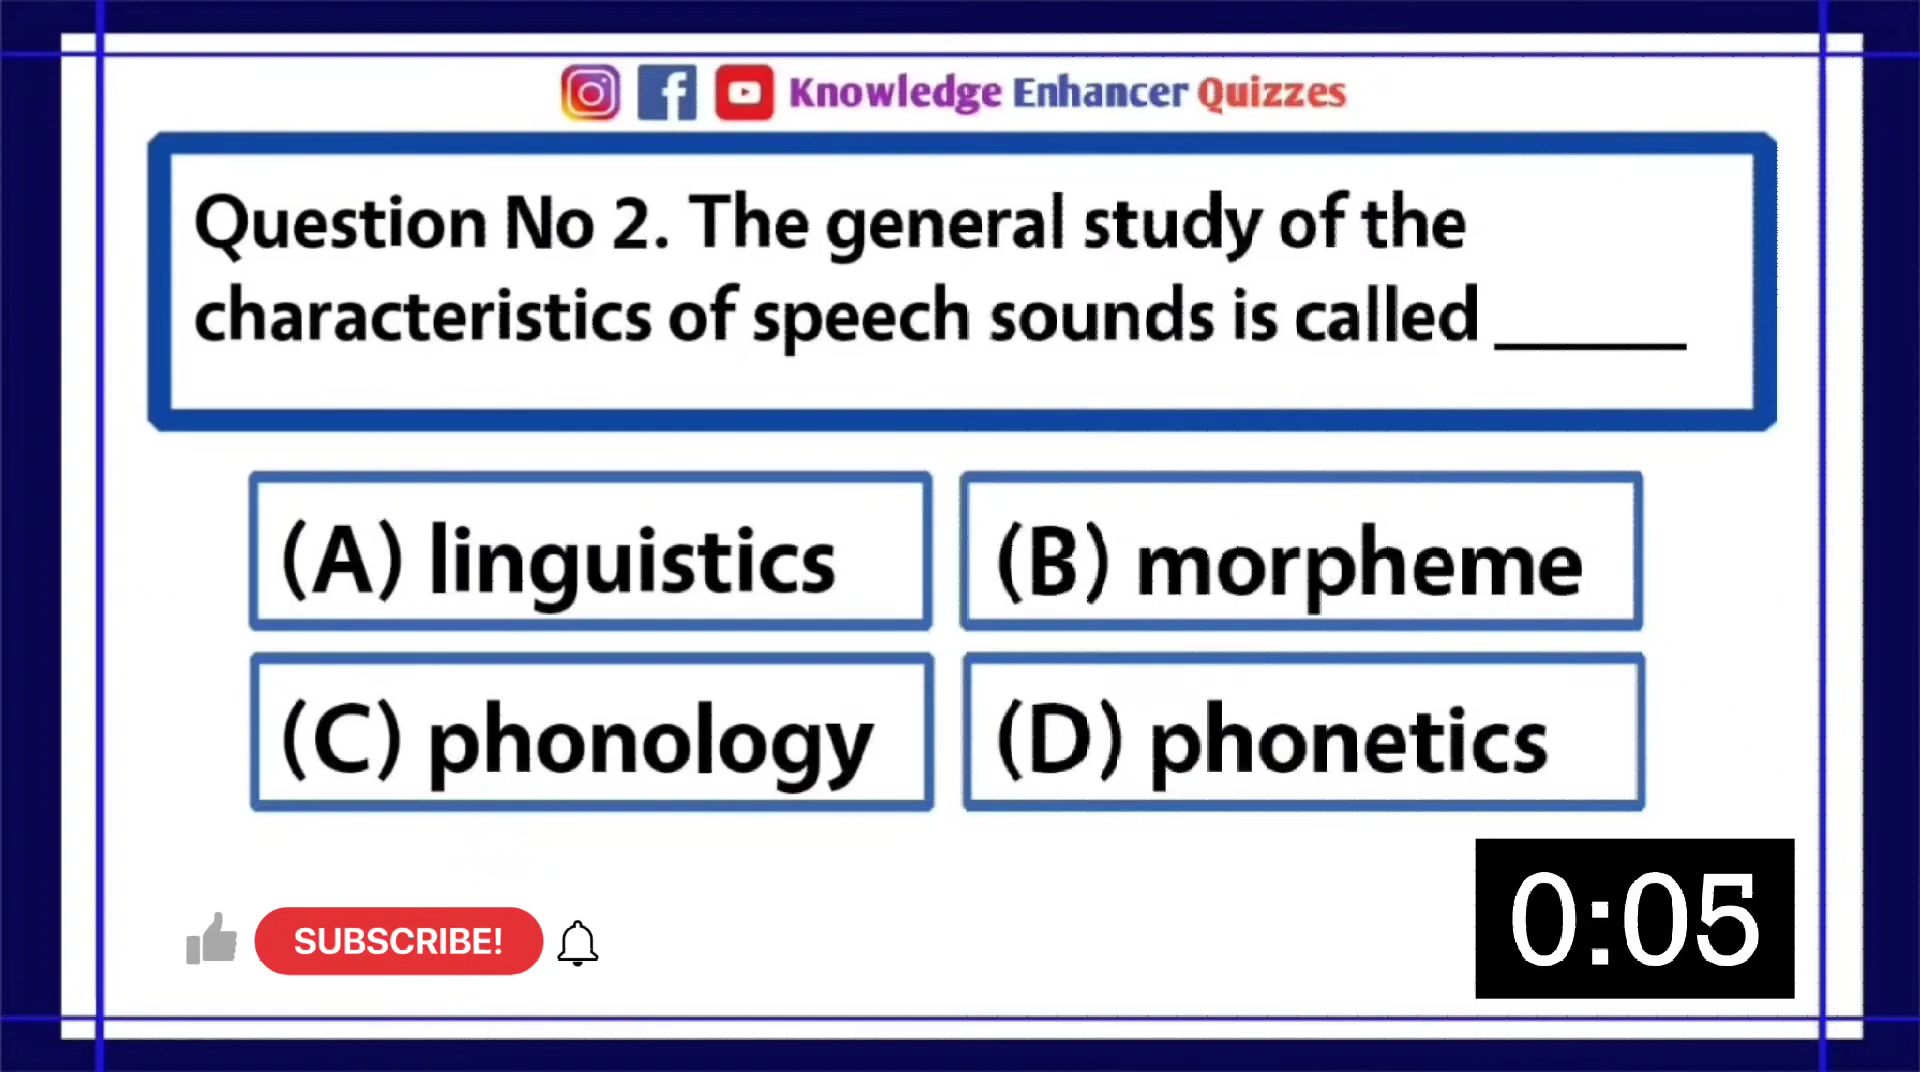 Knowledge Enhancer Quizzes
Question No 2. The general study of the
characteristics of speech sounds is called ______
(A) linguistics
(B) morpheme
(C) phonology
(D) phonetics
SUBSCRIBE!
0:05